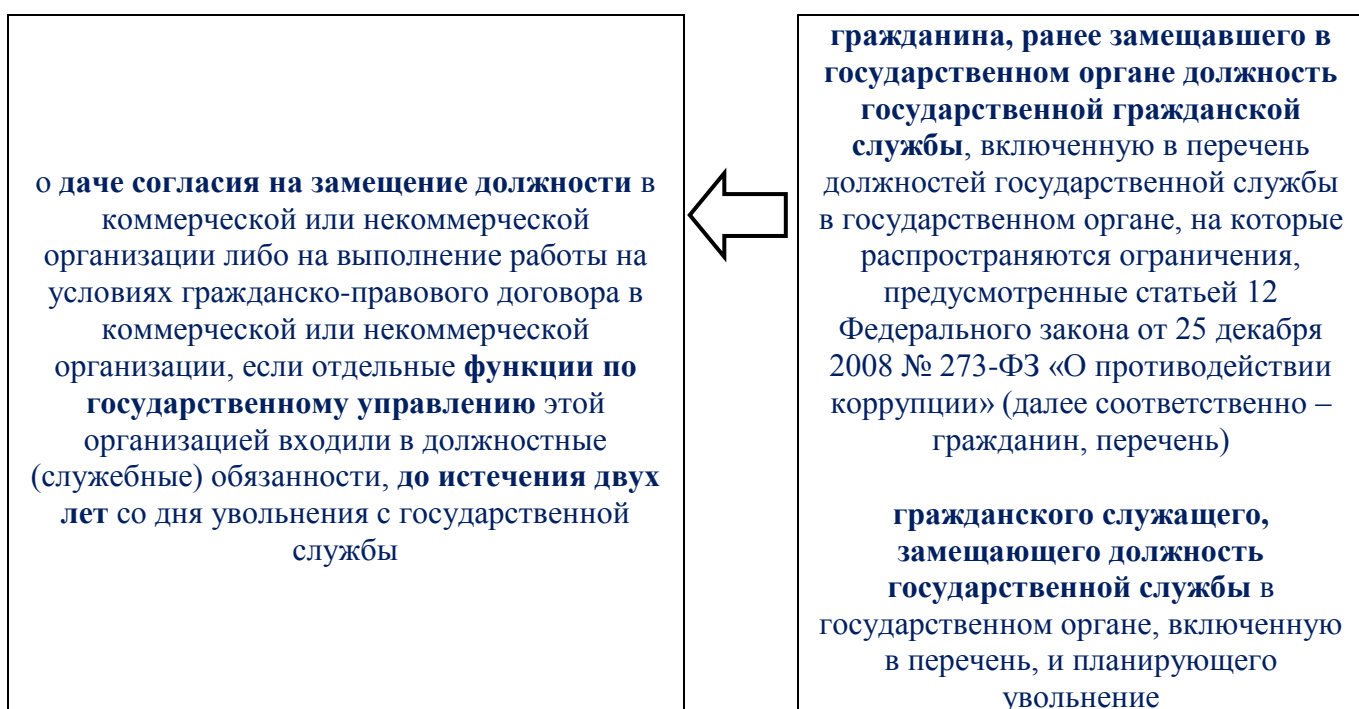 о даче согласия на замещение должности в
коммерческой или некоммерческой
организации либо на выполнение работы на
условиях гражданско-правового договора в
коммерческой или некоммерческой
организации, если отдельные функции по
государственному управлению этой
организацией входили в должностные
(служебные) обязанности, до истечения двух
лет со дня увольнения с государственной
службы
гражданина, ранее замещавшего в
государственном органе должность
государственной гражданской
службы, включенную в перечень
должностей государственной службы
в государственном органе, на которые
распространяются ограничения,
предусмотренные статьей 12
Федерального закона от 25 декабря
2008 № 273-ФЗ «О противодействии
коррупции» (далее соответственно –
гражданин, перечень)
гражданского служащего,
замещающего должность
государственной службы в
государственном органе, включенную
в перечень, и планирующего
увольнение